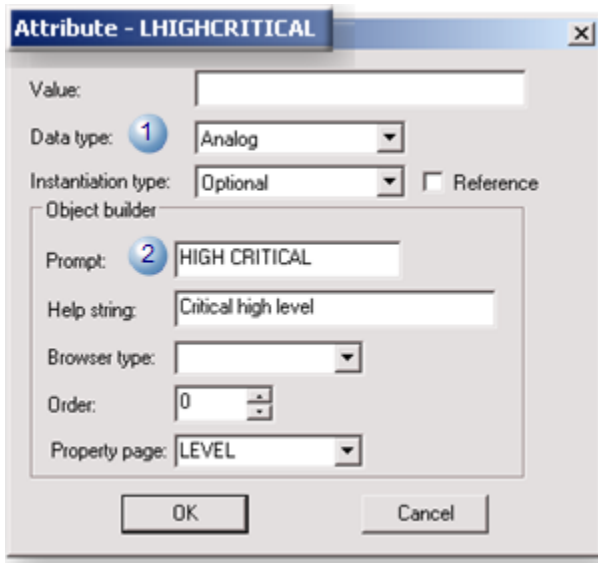 Attribute - LHIGHCRITICAL
Value:
Data type: 1 Analog
Instantiation type: Optional Reference
Object builder
Prompt: 2 HIGH CRITICAL
Help string: Critical high level
Browser type:
Order: 0
Property page: LEVEL
OK Cancel